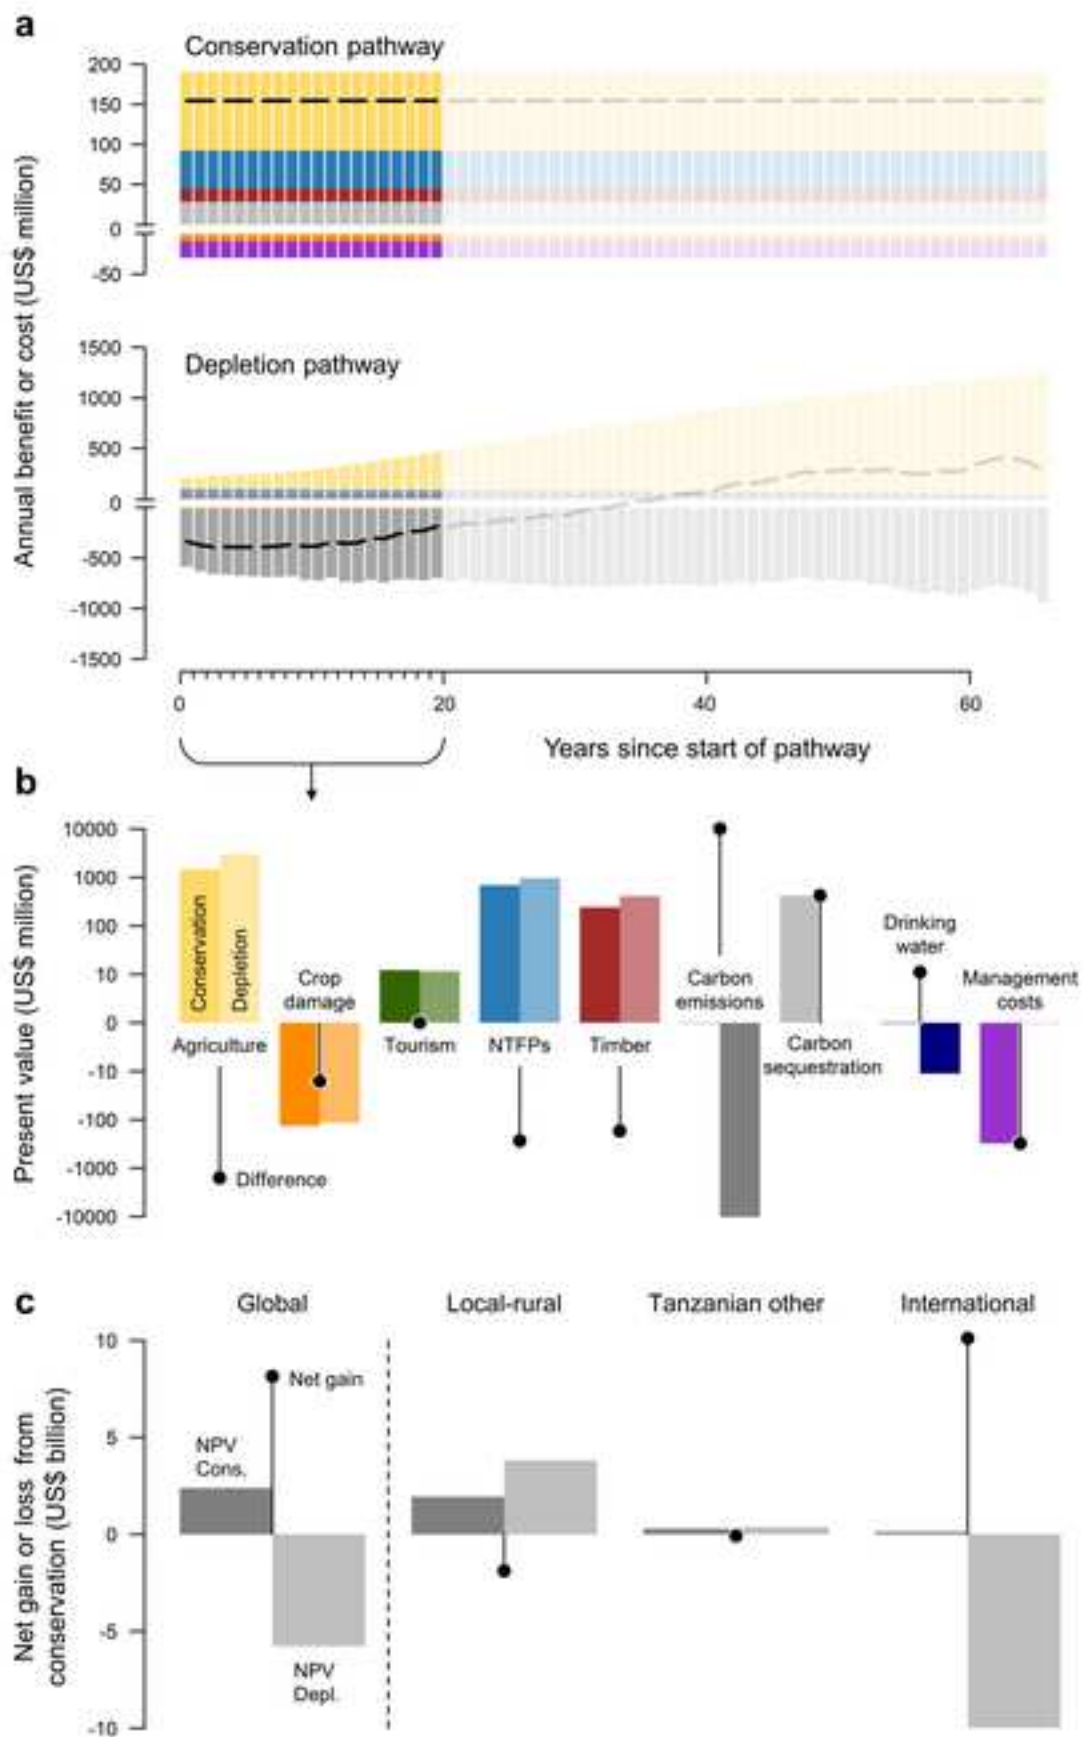 a
Conservation pathway
200
150
100
50
0
-50
Annual benefit or cost (US$ million)
Depletion pathway
1500
1000
500
0
-500
-1000
-1500
0
20
40
60
Years since start of pathway
b
Present value (US$ million)
10000
1000
100
10
0
-10
-100
-1000
-10000
Conservation
Depletion
Agriculture
Difference
Crop
damage
Tourism
NTFPs
Timber
Carbon
emissions
Carbon
sequestration
Drinking
water
Management
costs
c
Global
Local-rural
Tanzanian other
International
Net gain or loss from
conservation (US$ billion)
10
5
0
-5
-10
Net gain
NPV
Cons.
NPV
Depl.